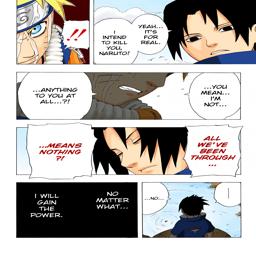 YEAH...
IT'S
FOR
REAL.
I
INTEND
TO KILL
YOU,
NARUTO!
!!
...YOU
MEAN...
I'M
NOT...
...ANYTHING
TO YOU AT
ALL...?!
ALL
WE'VE
BEEN
THROUGH
...
...MEANS
NOTHING
?!
...NO...
NO
MATTER
WHAT...
I WILL
GAIN
THE
POWER.